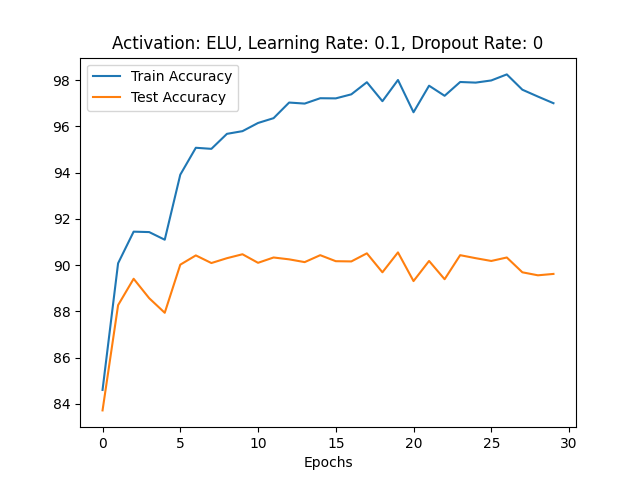 Activation: ELU, Learning Rate: 0.1, Dropout Rate: 0
Train Accuracy
Test Accuracy
98
96
94
92
90
88
86
84
0 5 10 15 20 25 30
Epochs